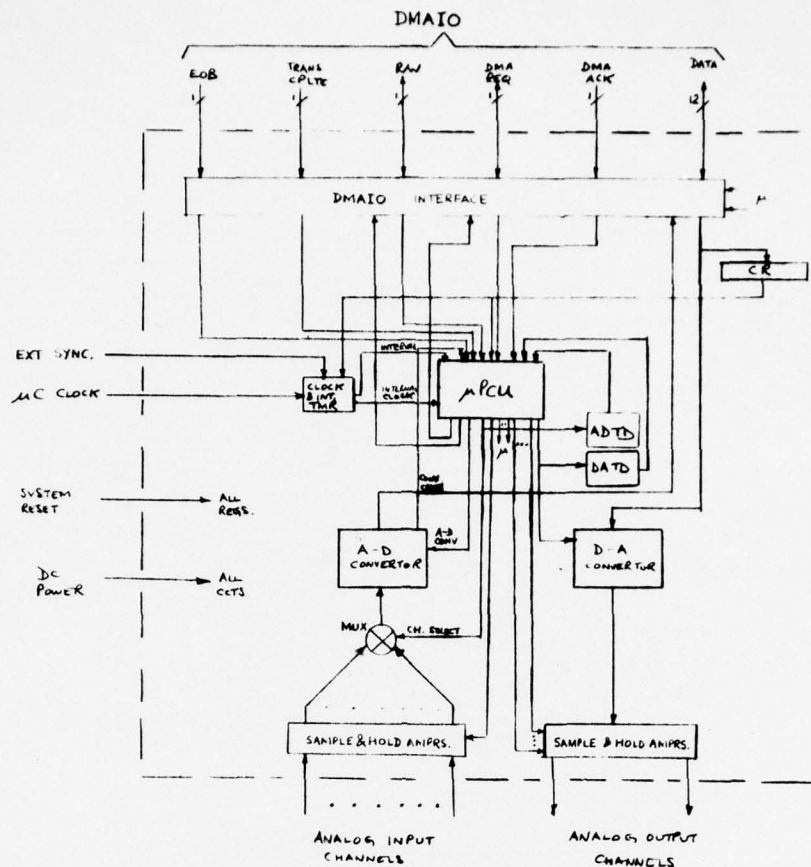 DMAIO
EOB
TRANS
CPLTE
R/W
DMA
REQ
DMA
ACK
DATA
1
1
1
1
1
12
DMAIO INTERFACE
μ
CR
EXT SYNC.
INTERVAL
μC CLOCK
CLOCK
& INT.
TMR
INTERNAL
CLOCK
μPCU
ADTD
μ
DATD
SYSTEM
RESET
ALL
REGS.
CONV
A-D
CONV
A-D
CONVERTOR
D-A
CONVERTOR
DC
POWER
ALL
CCTS
MUX
CH. SELECT
SAMPLE & HOLD AMPRS.
SAMPLE & HOLD AMPRS.
ANALOG INPUT
CHANNELS
ANALOG OUTPUT
CHANNELS